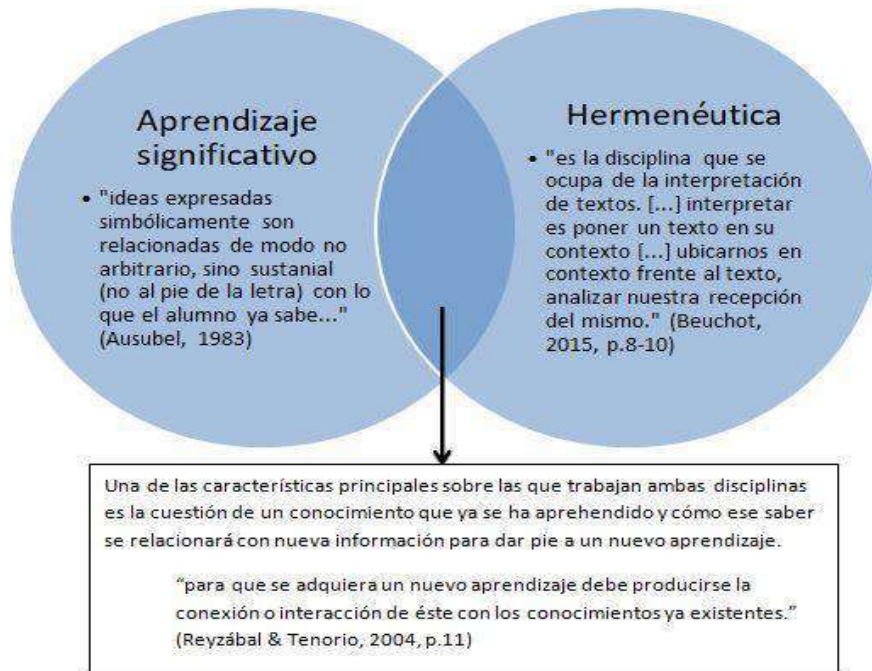 Aprendizaje
significativo
• "ideas expresadas
simbólicamente son
relacionadas de modo no
arbitrario, sino sustanial
(no al pie de la letra) con lo
que el alumno ya sabe..."
(Ausubel, 1983)
Hermenéutica
• "es la disciplina que se
ocupa de la interpretación
de textos. [...] interpretar
es poner un texto en su
contexto [...] ubicarnos en
contexto frente al texto,
analizar nuestra recepción
del mismo." (Beuchot,
2015, p.8-10)
Una de las características principales sobre las que trabajan ambas disciplinas
es la cuestión de un conocimiento que ya se ha aprehendido y cómo ese saber
se relacionará con nueva información para dar pie a un nuevo aprendizaje.
“para que se adquiera un nuevo aprendizaje debe producirse la
conexión o interacción de éste con los conocimientos ya existentes.”
(Reyzábal & Tenorio, 2004, p.11)